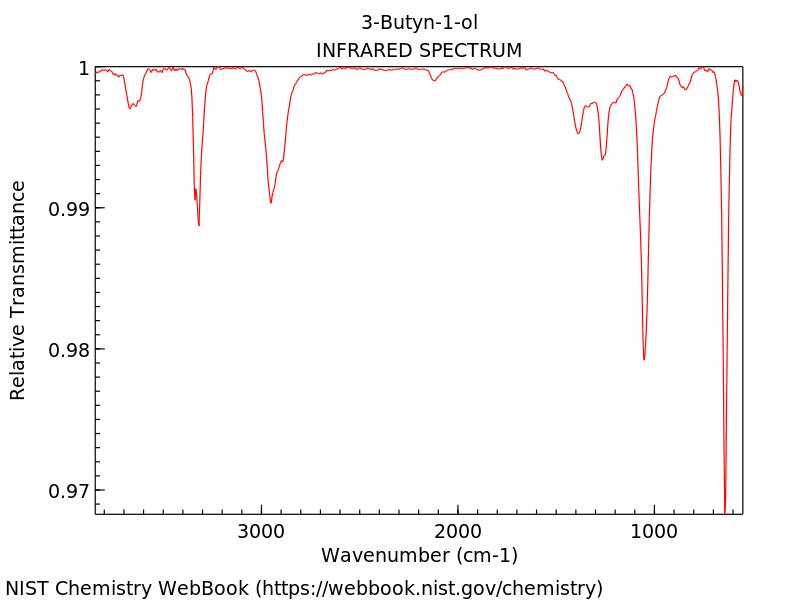 3-Butyn-1-ol
INFRARED SPECTRUM
1
0.99
0.98
0.97
Relative Transmittance
3000 2000 1000
Wavenumber (cm-1)
NIST Chemistry WebBook (https://webbook.nist.gov/chemistry)